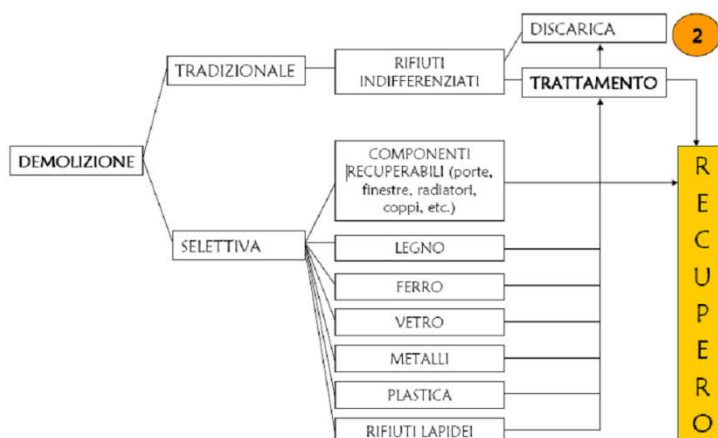 DISCARICA
2
TRADIZIONALE
RIFIUTI
INDIFFERENZIATI
TRATTAMENTO
DEMOLIZIONE
COMPONENTI
RECUPERABILI (porte,
finestre, radiatori,
coppi, etc.)
SELETTIVA
LEGNO
FERRO
VETRO
METALLI
PLASTICA
RIFIUTI LAPIDEI
RECUPERO